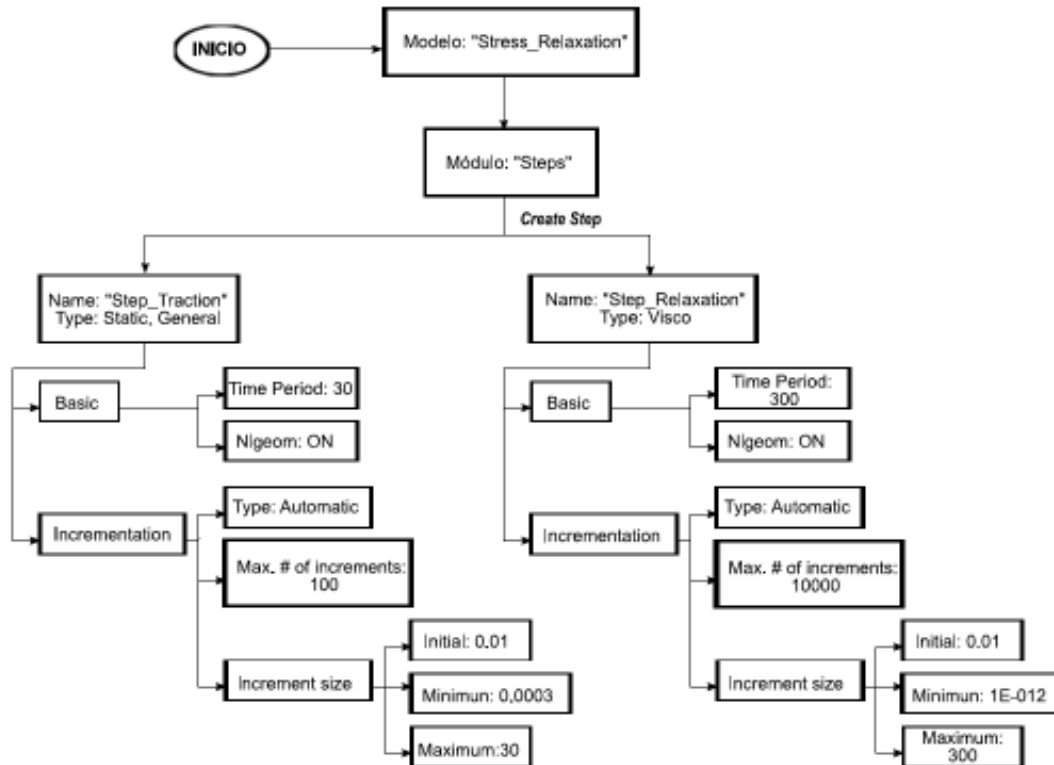 INICIO
Modelo: "Stress_Relaxation"
Módulo: "Steps"
Create Step
Name: "Step_Traction"
Type: Static, General
Basic
Time Period: 30
Nlgeom: ON
Incrementation
Type: Automatic
Max. # of increments:
100
Increment size
Initial: 0.01
Minimun: 0,0003
Maximum:30
Name: "Step_Relaxation"
Type: Visco
Basic
Time Period:
300
Nlgeom: ON
Incrementation
Type: Automatic
Max. # of increments:
10000
Increment size
Initial: 0.01
Minimun: 1E-012
Maximum:
300